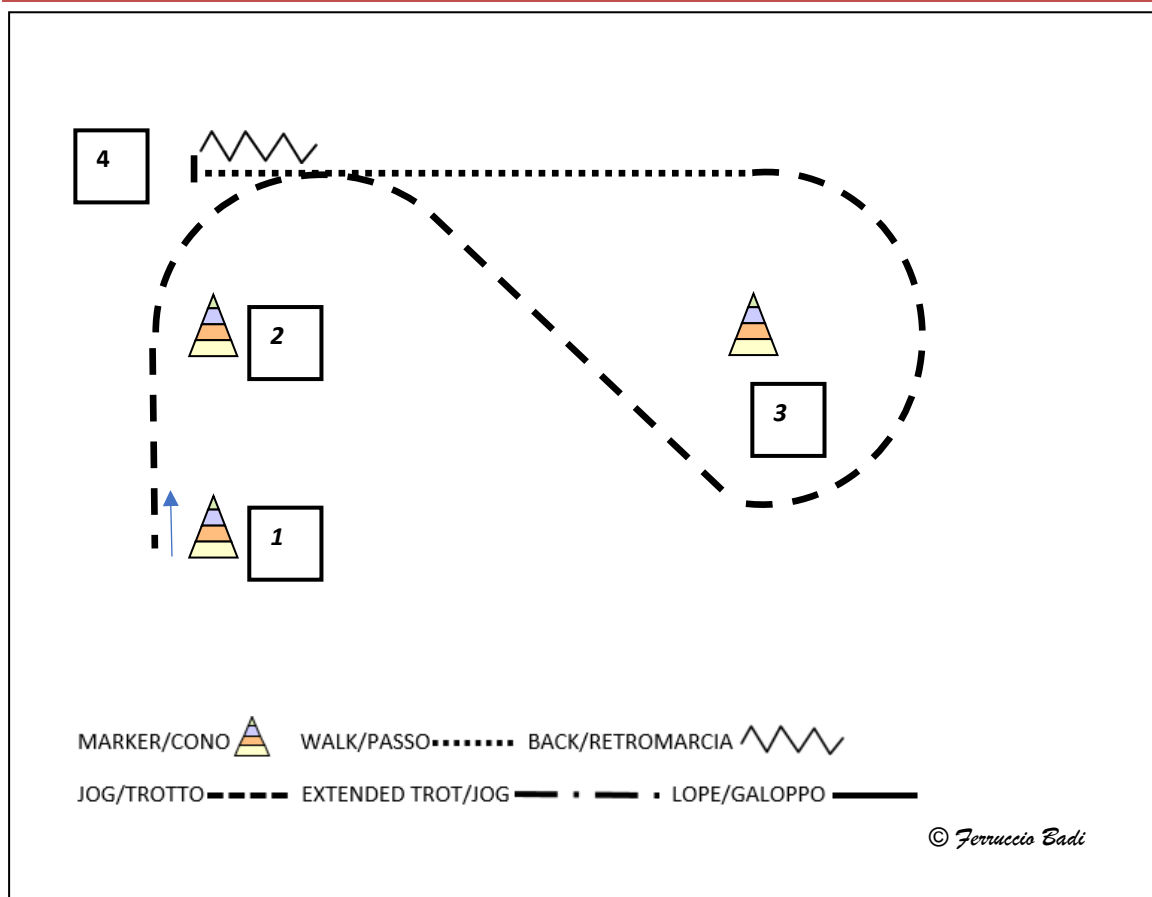 4
2
3
1
MARKER/CONO WALK/PASSO BACK/RETROMARCIA
JOG/TROTTO EXTENDED TROT/JOG LOPE/GALOPPO
© Ferruccio Badi